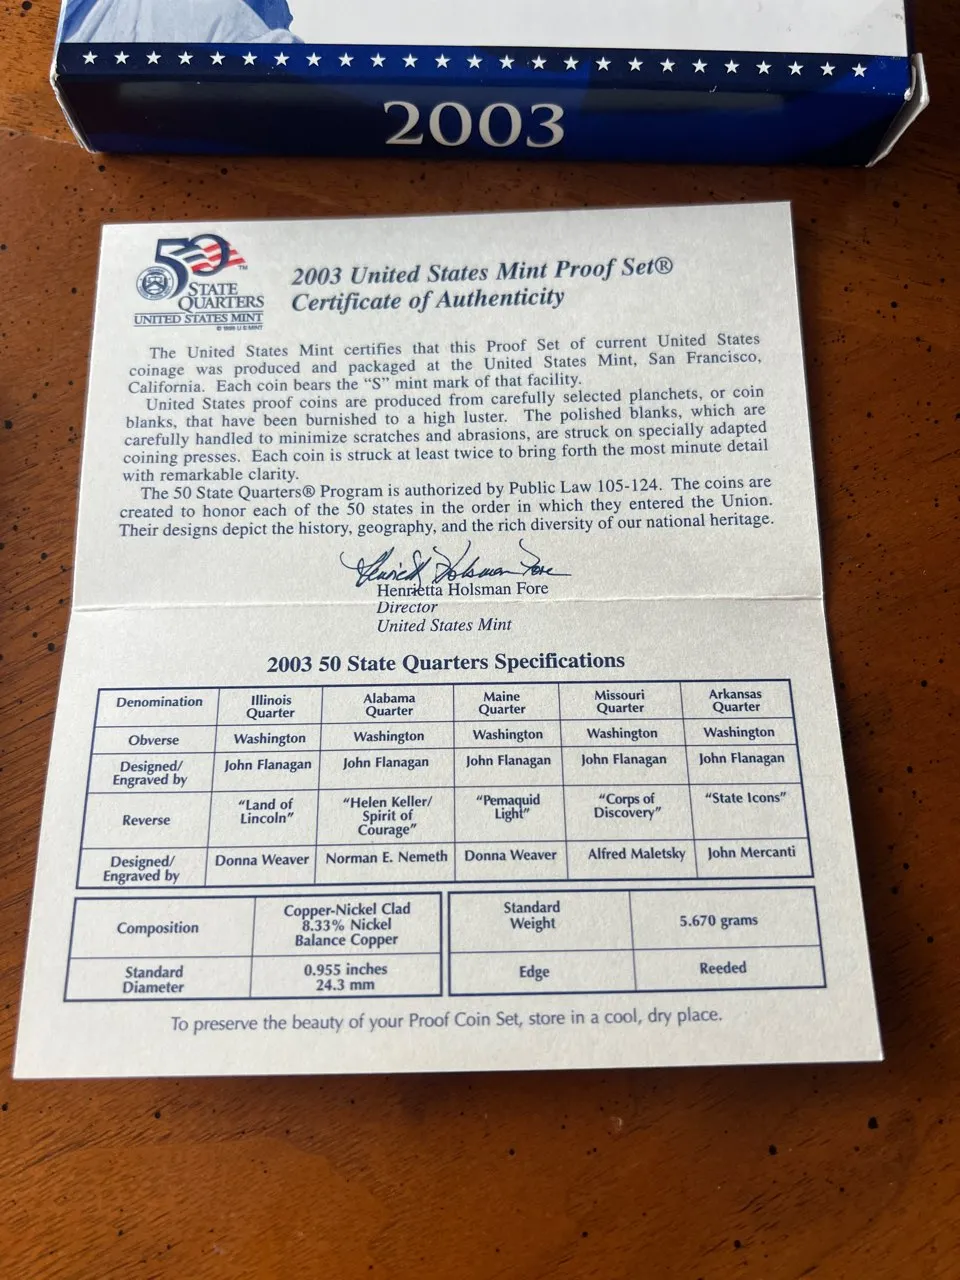 2003
50
TM
STATE
QUARTERS
UNITED STATES MINT
2003 United States Mint Proof Set®
Certificate of Authenticity
The United States Mint certifies that this Proof Set of current United States
coinage was produced and packaged at the United States Mint, San Francisco,
California. Each coin bears the “S” mint mark of that facility.
United States proof coins are produced from carefully selected planchets, or coin
blanks, that have been burnished to a high luster. The polished blanks, which are
carefully handled to minimize scratches and abrasions, are struck on specially adapted
coining presses. Each coin is struck at least twice to bring forth the most minute detail
with remarkable clarity.
The 50 State Quarters® Program is authorized by Public Law 105-124. The coins are
created to honor each of the 50 states in the order in which they entered the Union.
Their designs depict the history, geography, and the rich diversity of our national heritage.
Henrietta Holsman Fore
Henrietta Holsman Fore
Director
United States Mint
2003 50 State Quarters Specifications
Denomination Illinois Quarter Alabama Quarter Maine Quarter Missouri Quarter Arkansas Quarter
Obverse Washington Washington Washington Washington Washington
Designed/ Engraved by John Flanagan John Flanagan John Flanagan John Flanagan John Flanagan
Reverse “Land of Lincoln” “Helen Keller/ Spirit of Courage” “Pemaquid Light” “Corps of Discovery” “State Icons”
Designed/ Engraved by Donna Weaver Norman E. Nemeth Donna Weaver Alfred Maletsky John Mercanti
Composition Copper-Nickel Clad 8.33% Nickel Balance Copper Standard Weight 5.670 grams
Standard Diameter 0.955 inches 24.3 mm Edge Reeded
To preserve the beauty of your Proof Coin Set, store in a cool, dry place.